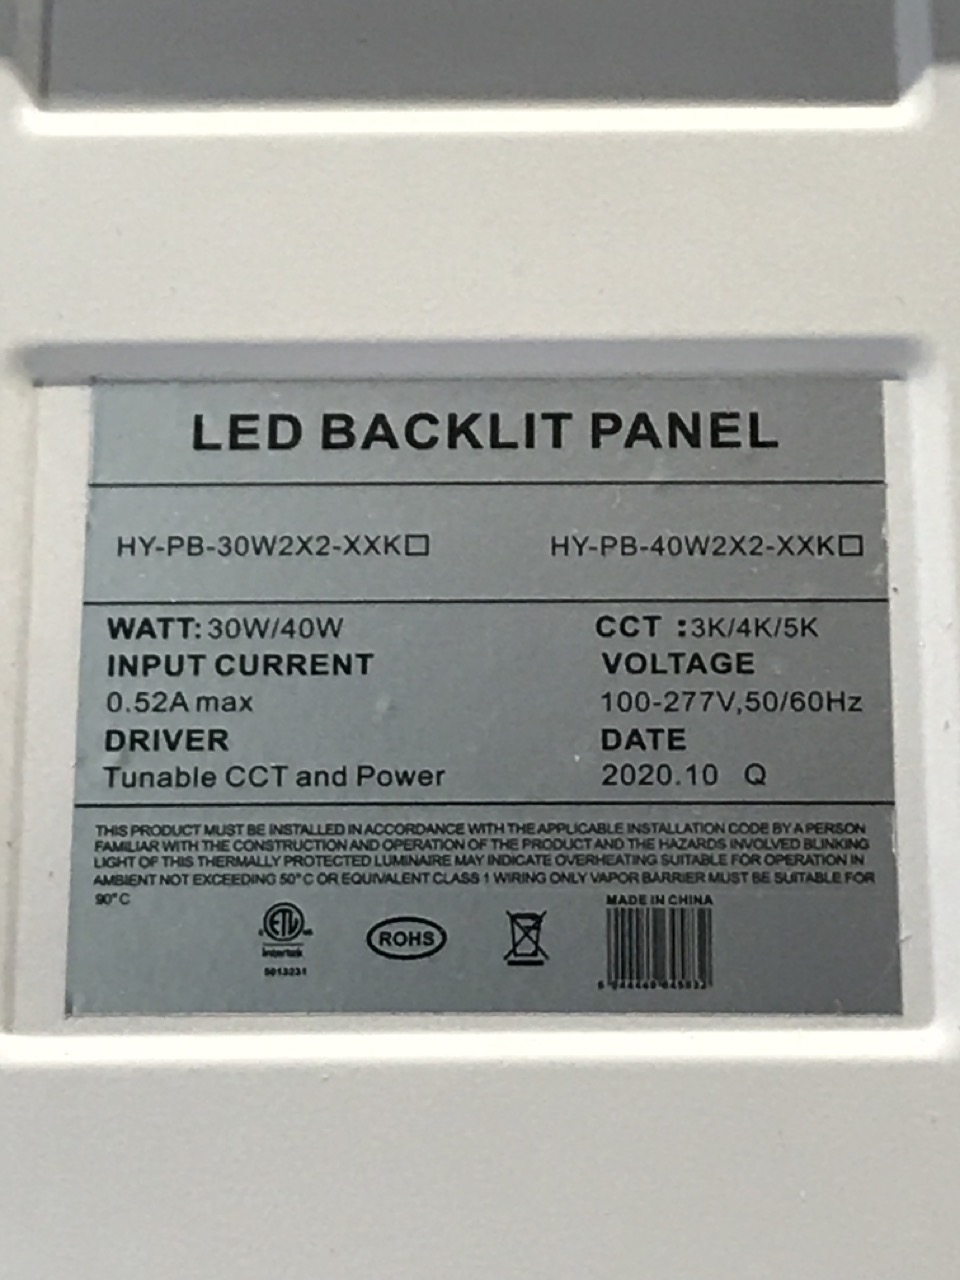 LED BACKLIT PANEL
HY-PB-30W2X2-XXK□ HY-PB-40W2X2-XXK□
WATT: 30W/40W CCT :3K/4K/5K
INPUT CURRENT VOLTAGE
0.52A max 100-277V,50/60Hz
DRIVER DATE
Tunable CCT and Power 2020.10 Q
THIS PRODUCT MUST BE INSTALLED IN ACCORDANCE WITH THE APPLICABLE INSTALLATION CODE BY A PERSON
FAMILIAR WITH THE CONSTRUCTION AND OPERATION OF THE PRODUCT AND THE HAZARDS INVOLVED BLINKING
LIGHT OF THIS THERMALLY PROTECTED LUMINAIRE MAY INDICATE OVERHEATING SUITABLE FOR OPERATION IN
AMBIENT NOT EXCEEDING 50°C OR EQUIVALENT CLASS 1 WIRING ONLY VAPOR BARRIER MUST BE SUITABLE FOR
90°C
MADE IN CHINA
ETL
ROHS
Intertek
5013231